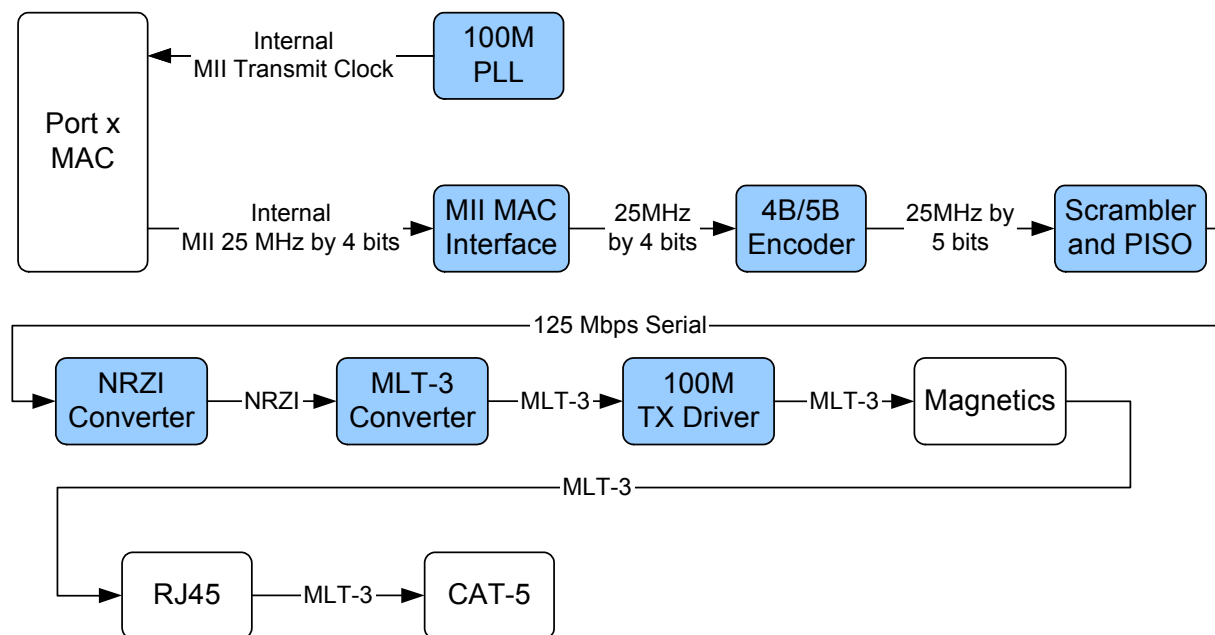 Internal
MII Transmit Clock
100M
PLL
Port x
MAC
Internal
MII 25 MHz by 4 bits
MII MAC
Interface
25MHz
by 4 bits
4B/5B
Encoder
25MHz by
5 bits
Scrambler
and PISO
125 Mbps Serial
NRZI
Converter
NRZI
MLT-3
Converter
MLT-3
100M
TX Driver
MLT-3
Magnetics
MLT-3
RJ45
MLT-3
CAT-5